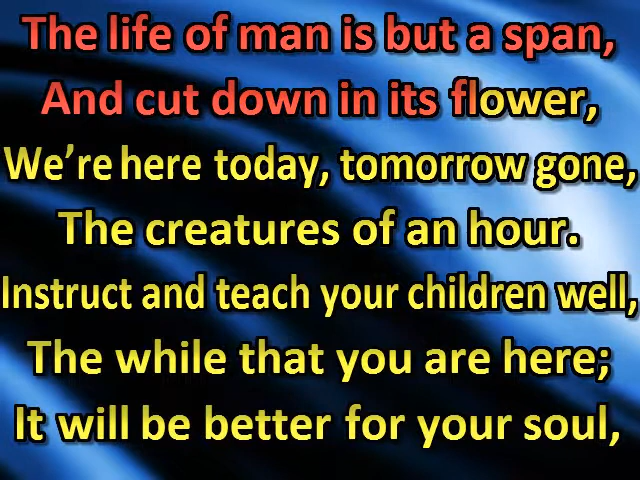 The life of man is but a span,
And cut down in its flower,
We're here today, tomorrow gone,
The creatures of an hour.
Instruct and teach your children well,
The while that you are here;
It will be better for your soul,